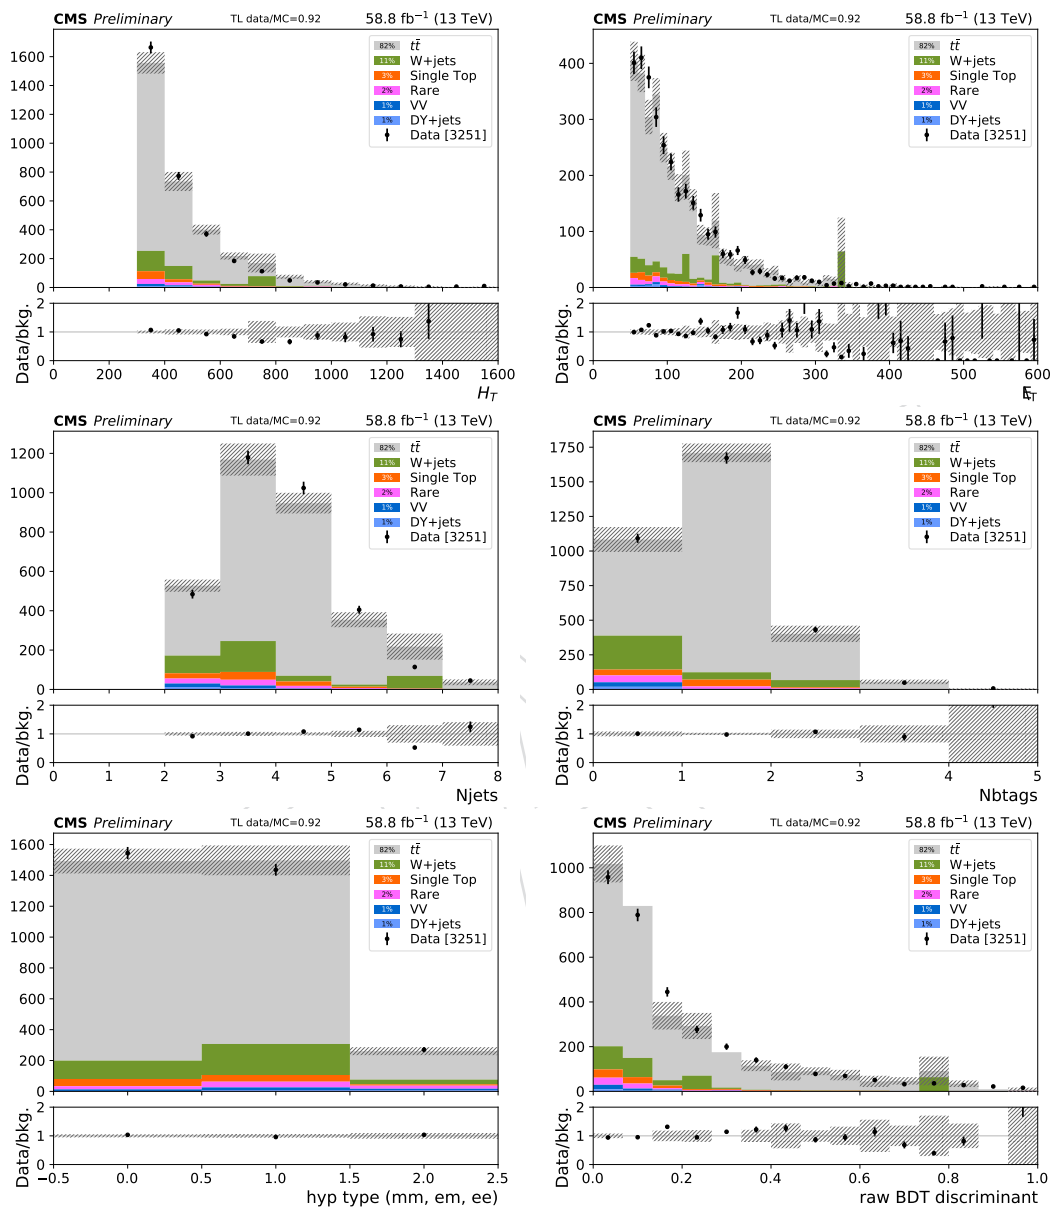 CMS Preliminary TL data/MC=0.92 58.8 fb⁻¹ (13 TeV)
82% tt̄
11% W+jets
3% Single Top
2% Rare
1% VV
1% DY+jets
Data [3251]
1600
1400
1200
1000
800
600
400
200
0
2
1
0
Data/bkg.
0 200 400 600 800 1000 1200 1400 1600
H_T
CMS Preliminary TL data/MC=0.92 58.8 fb⁻¹ (13 TeV)
82% tt̄
11% W+jets
3% Single Top
2% Rare
1% VV
1% DY+jets
Data [3251]
400
300
200
100
0
2
1
0
Data/bkg.
0 100 200 300 400 500 600
CMS Preliminary TL data/MC=0.92 58.8 fb⁻¹ (13 TeV)
82% tt̄
11% W+jets
3% Single Top
2% Rare
1% VV
1% DY+jets
Data [3251]
1200
1000
800
600
400
200
0
2
1
0
Data/bkg.
0 1 2 3 4 5 6 7 8
Njets
CMS Preliminary TL data/MC=0.92 58.8 fb⁻¹ (13 TeV)
82% tt̄
11% W+jets
3% Single Top
2% Rare
1% VV
1% DY+jets
Data [3251]
1750
1500
1250
1000
750
500
250
0
2
1
0
Data/bkg.
0 1 2 3 4 5
Nbtags
CMS Preliminary TL data/MC=0.92 58.8 fb⁻¹ (13 TeV)
82% tt̄
11% W+jets
3% Single Top
2% Rare
1% VV
1% DY+jets
Data [3251]
1600
1400
1200
1000
800
600
400
200
0
2
1
0
Data/bkg.
−0.5 0.0 0.5 1.0 1.5 2.0 2.5
hyp type (mm, em, ee)
CMS Preliminary TL data/MC=0.92 58.8 fb⁻¹ (13 TeV)
82% tt̄
11% W+jets
3% Single Top
2% Rare
1% VV
1% DY+jets
Data [3251]
1000
800
600
400
200
0
2
1
0
Data/bkg.
0.0 0.2 0.4 0.6 0.8 1.0
raw BDT discriminant